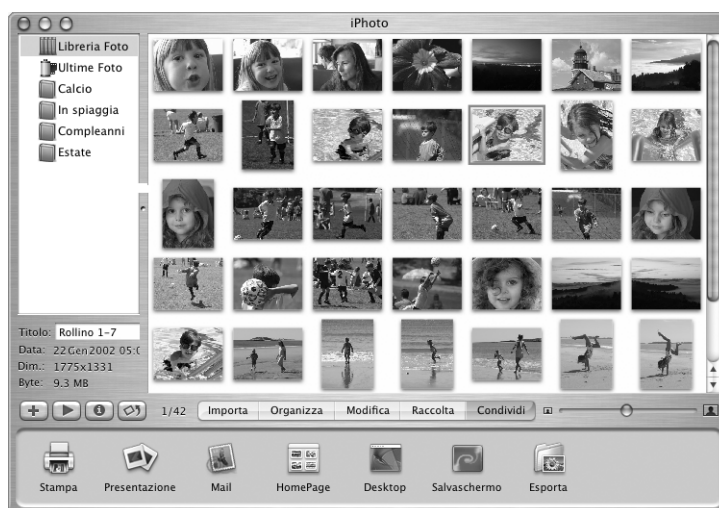 iPhoto
Libreria Foto
Ultime Foto
Calcio
In spiaggia
Compleanni
Estate
Titolo: Rollino 1-7
Data: 22 Gen 2002 05:0
Dim.: 1775x1331
Byte: 9.3 MB
1/42 Importa Organizza Modifica Raccolta Condividi
Stampa Presentazione Mail HomePage Desktop Salvaschermo Esporta